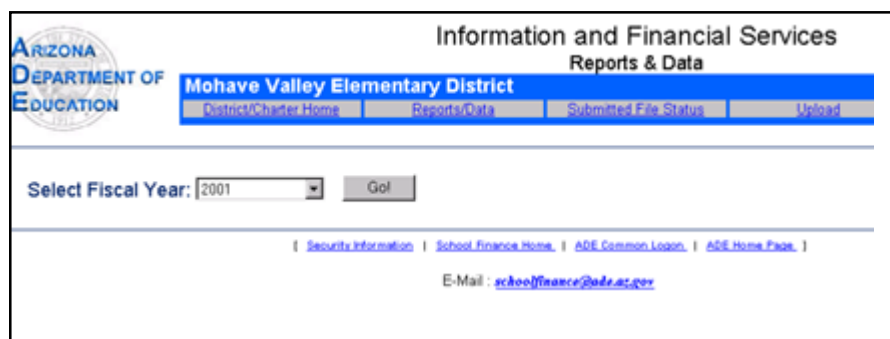 ARIZONA
DEPARTMENT OF
EDUCATION
1912
Information and Financial Services
Reports & Data
Mohave Valley Elementary District
District/Charter Home Reports/Data Submitted File Status Upload
Select Fiscal Year: 2001 Go!
[ Security Information | School Finance Home | ADE Common Logon | ADE Home Page ]
E-Mail : schoolfinance@ade.az.gov